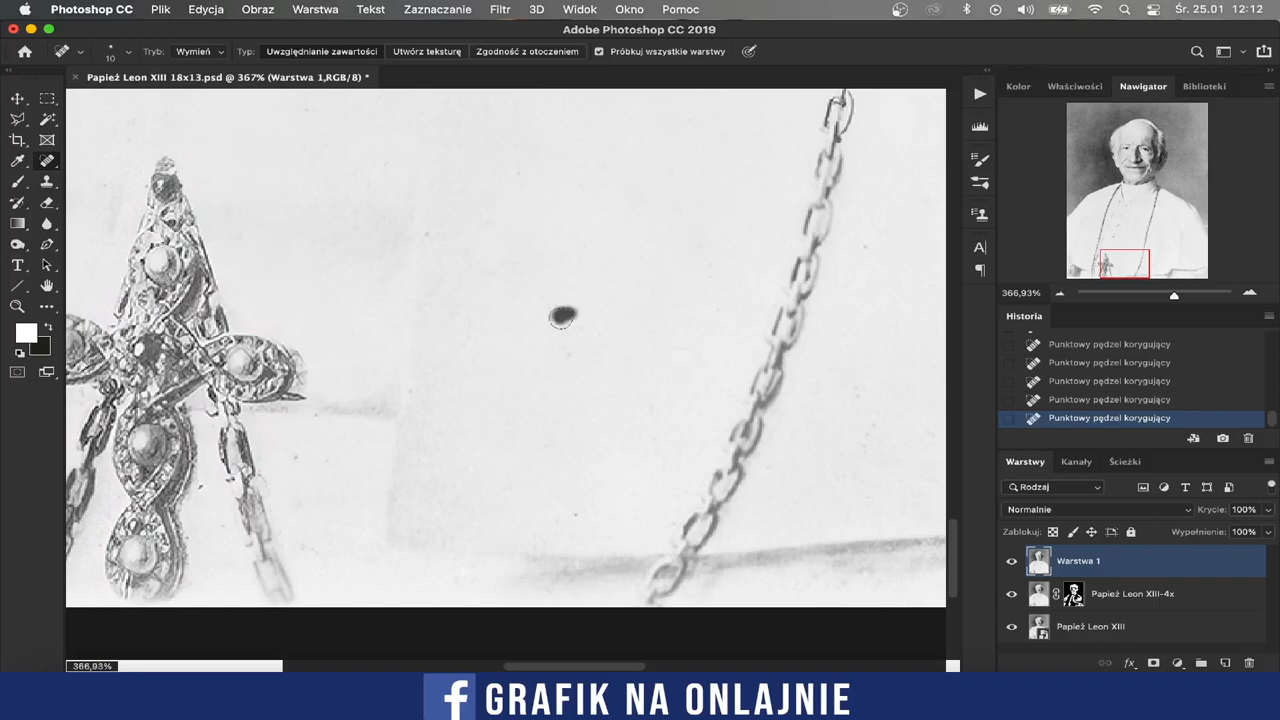 Photoshop CC Plik Edycja Obraz Warstwa Tekst Zaznaczanie Filtr 3D Widok Okno Pomoc Śr. 25.01 12:12
Adobe Photoshop CC 2019
10 Tryb: Wymień Typ: Uwzględnianie zawartości Utwórz teksturę Zgodność z otoczeniem Próbkuj wszystkie warstwy
Papież Leon XIII 18x13.psd @ 367% (Warstwa 1,RGB/8) *
Kolor Właściwości Nawigator Biblioteki
366,93%
Historia
Punktowy pędzel korygujący
Punktowy pędzel korygujący
Punktowy pędzel korygujący
Punktowy pędzel korygujący
Punktowy pędzel korygujący
Warstwy Kanały Ścieżki
Rodzaj
Normalnie Krycie: 100%
Zablokuj: Wypełnienie: 100%
Warstwa 1
Papież Leon XIII-4x
Papież Leon XIII
fx
366,93%
GRAFIK NA ONLAJNIE